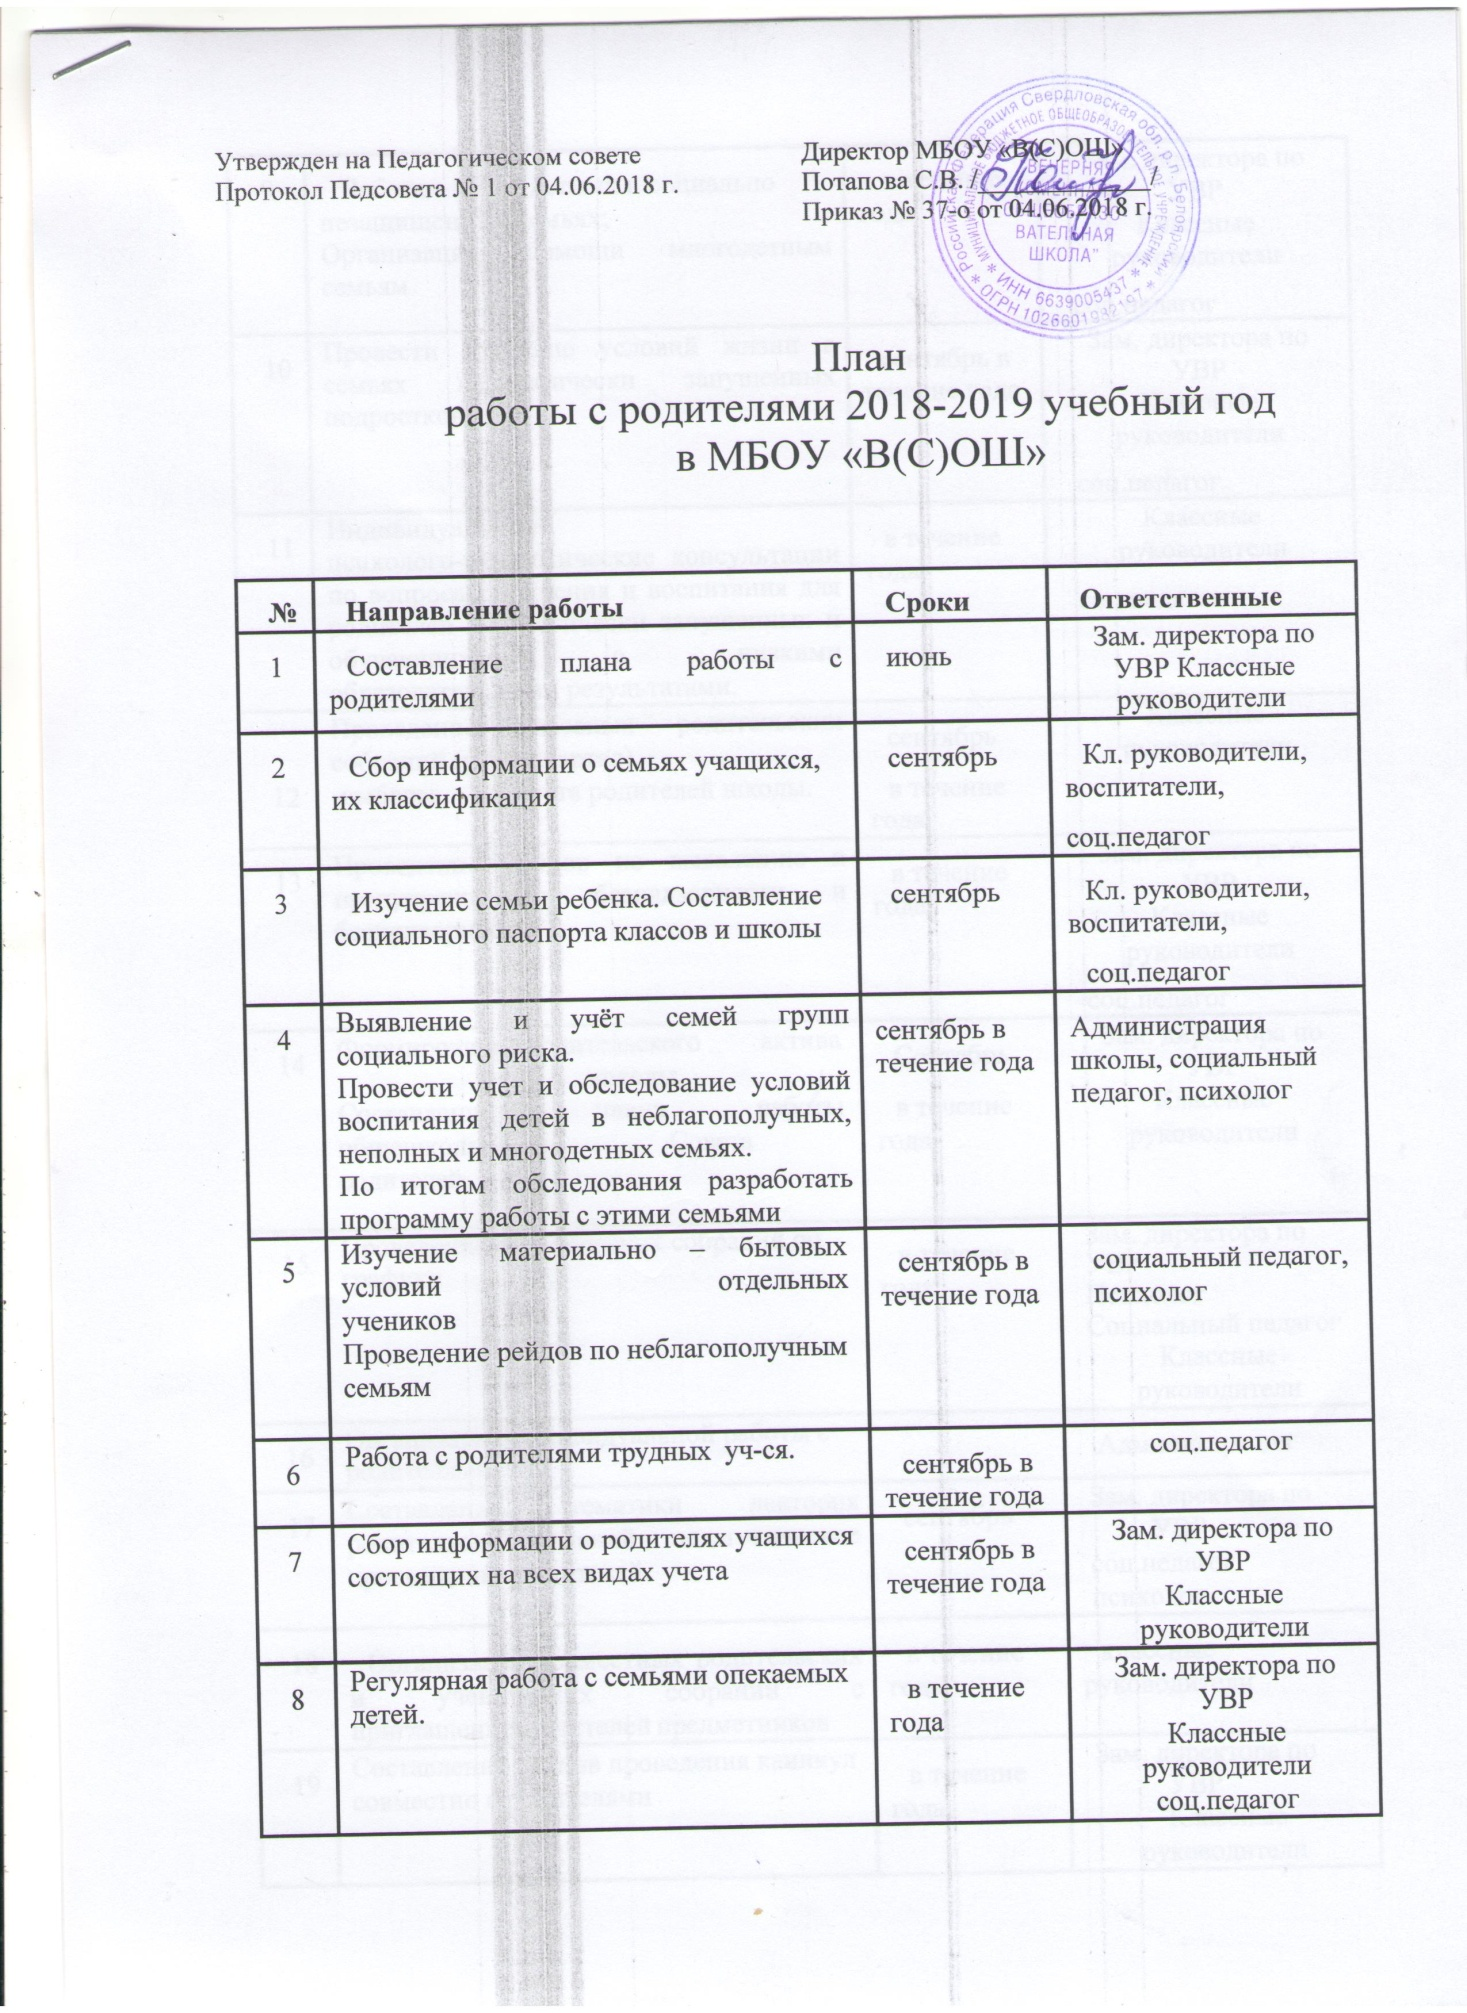 Утвержден на Педагогическом совете
Протокол Педсовета № 1 от 04.06.2018 г.
Директор МБОУ «В(С)ОШ»
Потапова С.В.
Приказ № 37-о от 04.06.2018 г.
ВЕЧЕРНЯЯ
ВАТЕЛЬНАЯ
ШКОЛА"
ИНН 6639005437
План
работы с родителями 2018-2019 учебный год
в МБОУ «В(С)ОШ»
№ Направление работы Сроки Ответственные
1
Составление плана работы с
родителями
июнь
Зам. директора по
УВР Классные
руководители
2
Сбор информации о семьях учащихся,
их классификация
сентябрь
Кл. руководители,
воспитатели,
соц.педагог
3
Изучение семьи ребенка. Составление
социального паспорта классов и школы
сентябрь
Кл. руководители,
воспитатели,
соц.педагог
4
Выявление и учёт семей групп
социального риска.
Провести учет и обследование условий
воспитания детей в неблагополучных,
неполных и многодетных семьях.
По итогам обследования разработать
программу работы с этими семьями
сентябрь в
течение года
Администрация
школы, социальный
педагог, психолог
5
Изучение материально – бытовых
условий отдельных
учеников
Проведение рейдов по неблагополучным
семьям
сентябрь в
течение года
социальный педагог,
психолог
6
Работа с родителями трудных уч-ся.
сентябрь в
течение года
соц.педагог
7
Сбор информации о родителях учащихся
состоящих на всех видах учета
сентябрь в
течение года
Зам. директора по
УВР
Классные
руководители
8
Регулярная работа с семьями опекаемых
детей.
в течение
года
Зам. директора по
УВР
Классные
руководители
соц.педагог